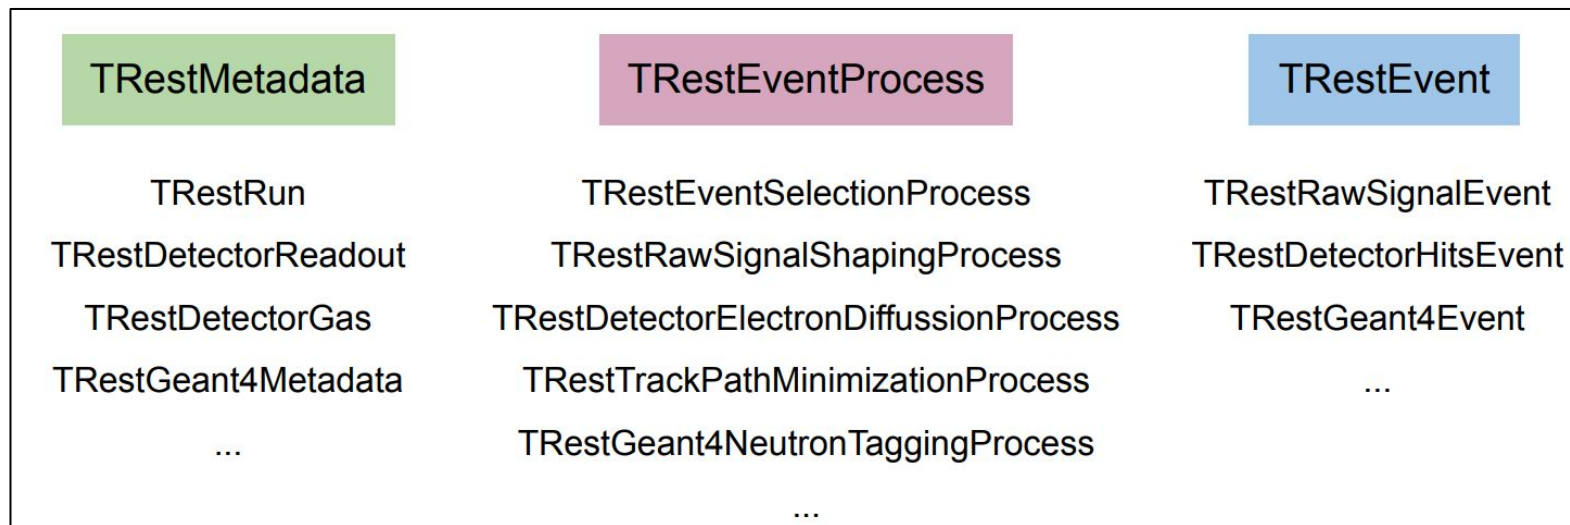 TRestMetadata
TRestRun
TRestDetectorReadout
TRestDetectorGas
TRestGeant4Metadata
...
TRestEventProcess
TRestEventSelectionProcess
TRestRawSignalShapingProcess
TRestDetectorElectronDiffussionProcess
TRestTrackPathMinimizationProcess
TRestGeant4NeutronTaggingProcess
...
TRestEvent
TRestRawSignalEvent
TRestDetectorHitsEvent
TRestGeant4Event
...